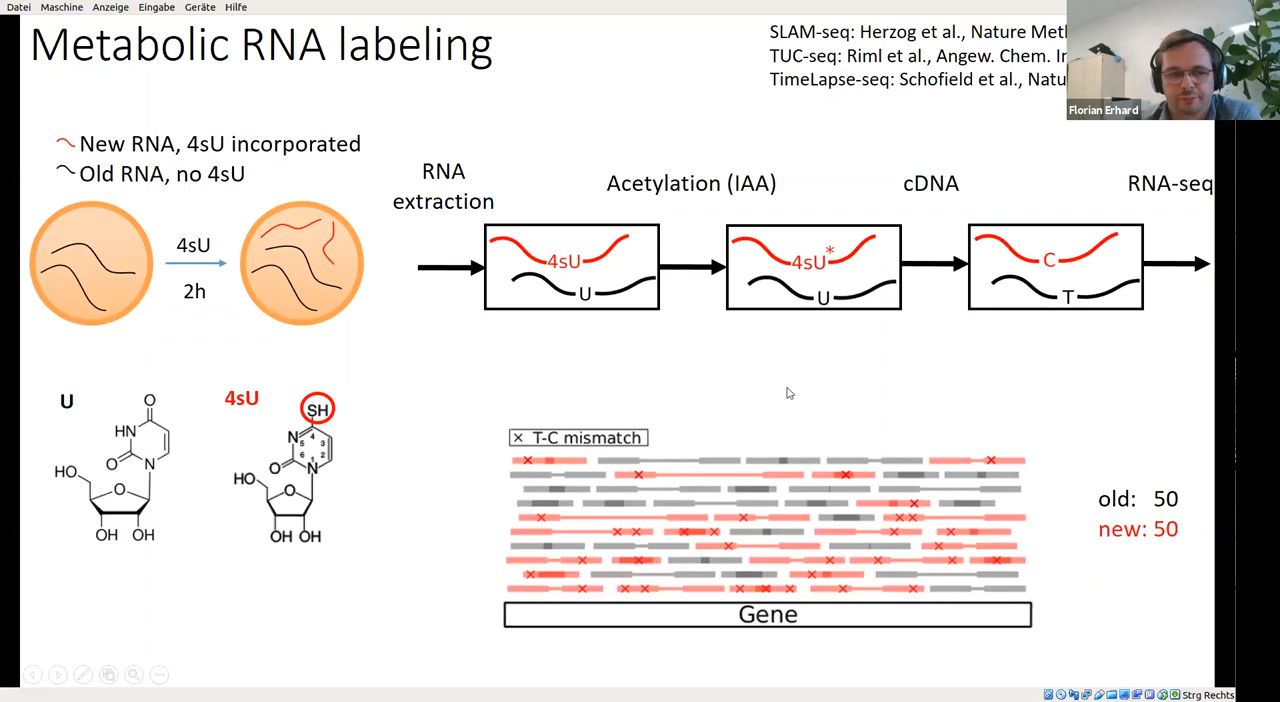 Datei Maschine Anzeige Eingabe Geräte Hilfe
Metabolic RNA labeling
SLAM-seq: Herzog et al., Nature
TUC-seq: Riml et al., Angew. Chem.
TimeLapse-seq: Schofield et al.,
Florian Erhard
New RNA, 4sU incorporated
Old RNA, no 4sU
4sU
2h
RNA
extraction
Acetylation (IAA)
cDNA
RNA-seq
4sU
U
4sU*
U
C
T
U
O
HN
O
N
HO
O
OH OH
4sU
SH
N
4
5
3
6
2
1
O
N
HO
O
OH OH
× T-C mismatch
Gene
old: 50
new: 50
Strg Rechts